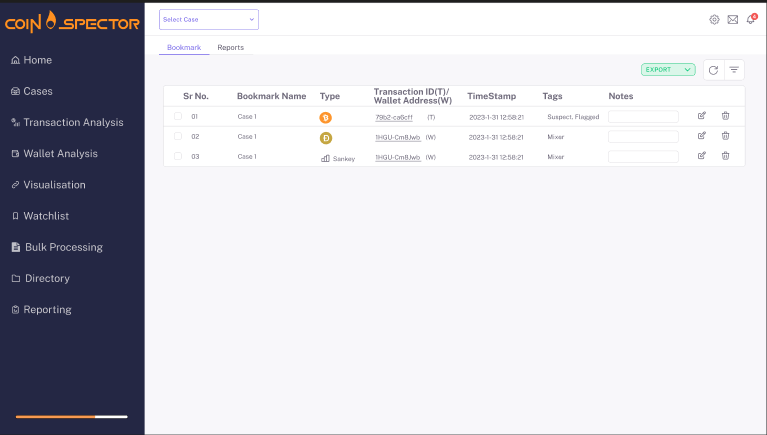 COIN SPECTOR
Select Case
6
Home
Cases
Transaction Analysis
Wallet Analysis
Visualisation
Watchlist
Bulk Processing
Directory
Reporting
Bookmark Reports
EXPORT
Sr No. Bookmark Name Type Transaction ID(T)/ Wallet Address(W) TimeStamp Tags Notes
01 Case 1 79b2-ca6cff (T) 2023-1-31 12:58:21 Suspect, Flagged
02 Case 1 1HGU-Cm8Jwb (W) 2023-1-31 12:58:21 Mixer
03 Case 1 Sankey 1HGU-Cm8Jwb (W) 2023-1-31 12:58:21 Mixer